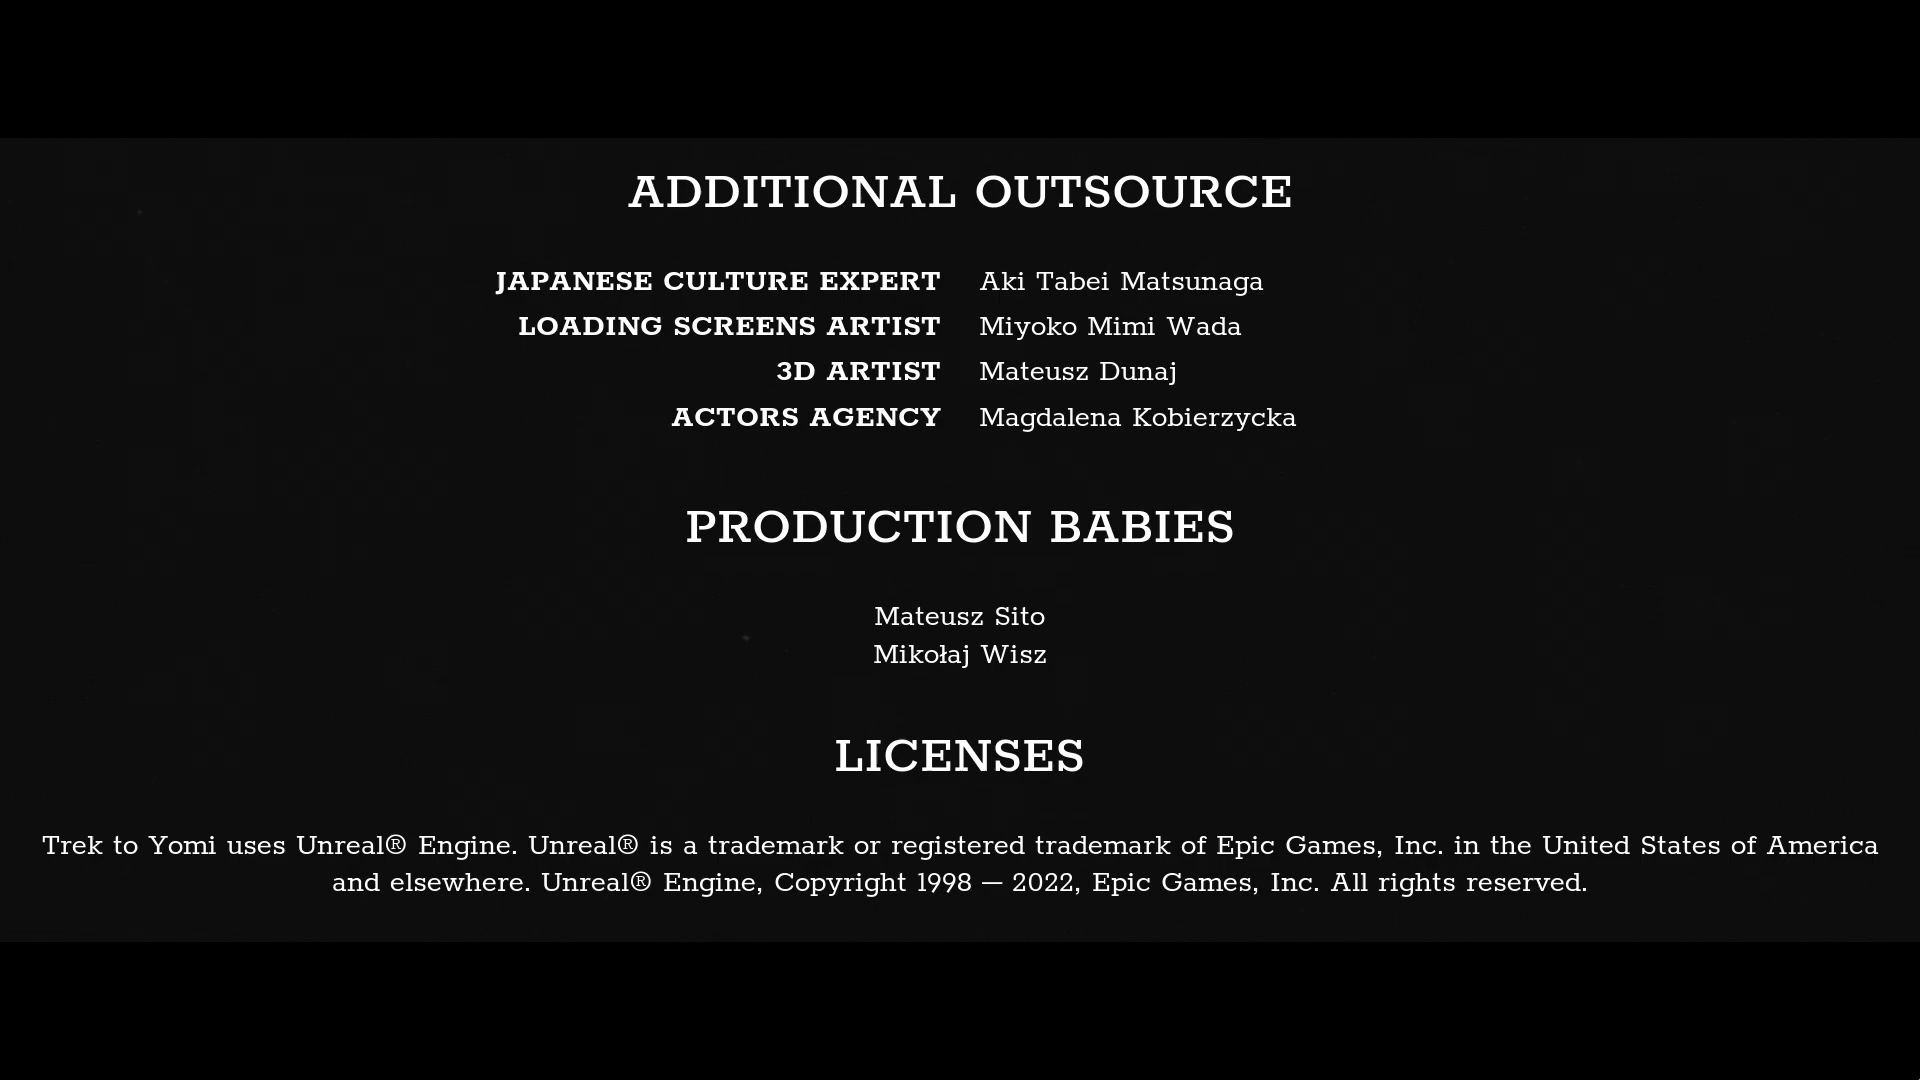 ADDITIONAL OUTSOURCE
JAPANESE CULTURE EXPERT Aki Tabei Matsunaga
LOADING SCREENS ARTIST Miyoko Mimi Wada
3D ARTIST Mateusz Dunaj
ACTORS AGENCY Magdalena Kobierzycka
PRODUCTION BABIES
Mateusz Sito
Mikołaj Wisz
LICENSES
Trek to Yomi uses Unreal® Engine. Unreal® is a trademark or registered trademark of Epic Games, Inc. in the United States of America
and elsewhere. Unreal® Engine, Copyright 1998 — 2022, Epic Games, Inc. All rights reserved.